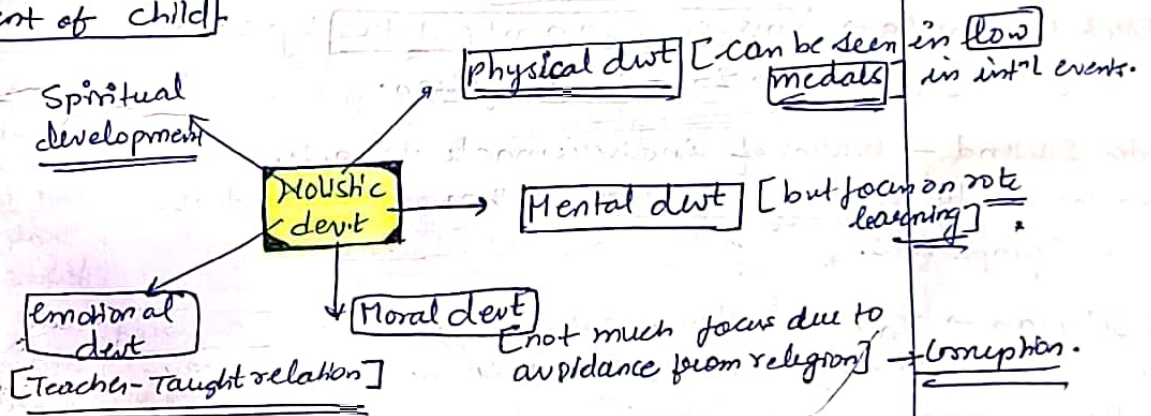 nt of child
Physical dvt [can be seen in low
medals in int'l events.
Spiritual
development
Holistic
dev.t
Mental devt [but focus on rote
learning].
Moral devt
[not much focus due to
avoidance from religion] → Corruption.
emotional
devt
[Teacher-Taught relation]